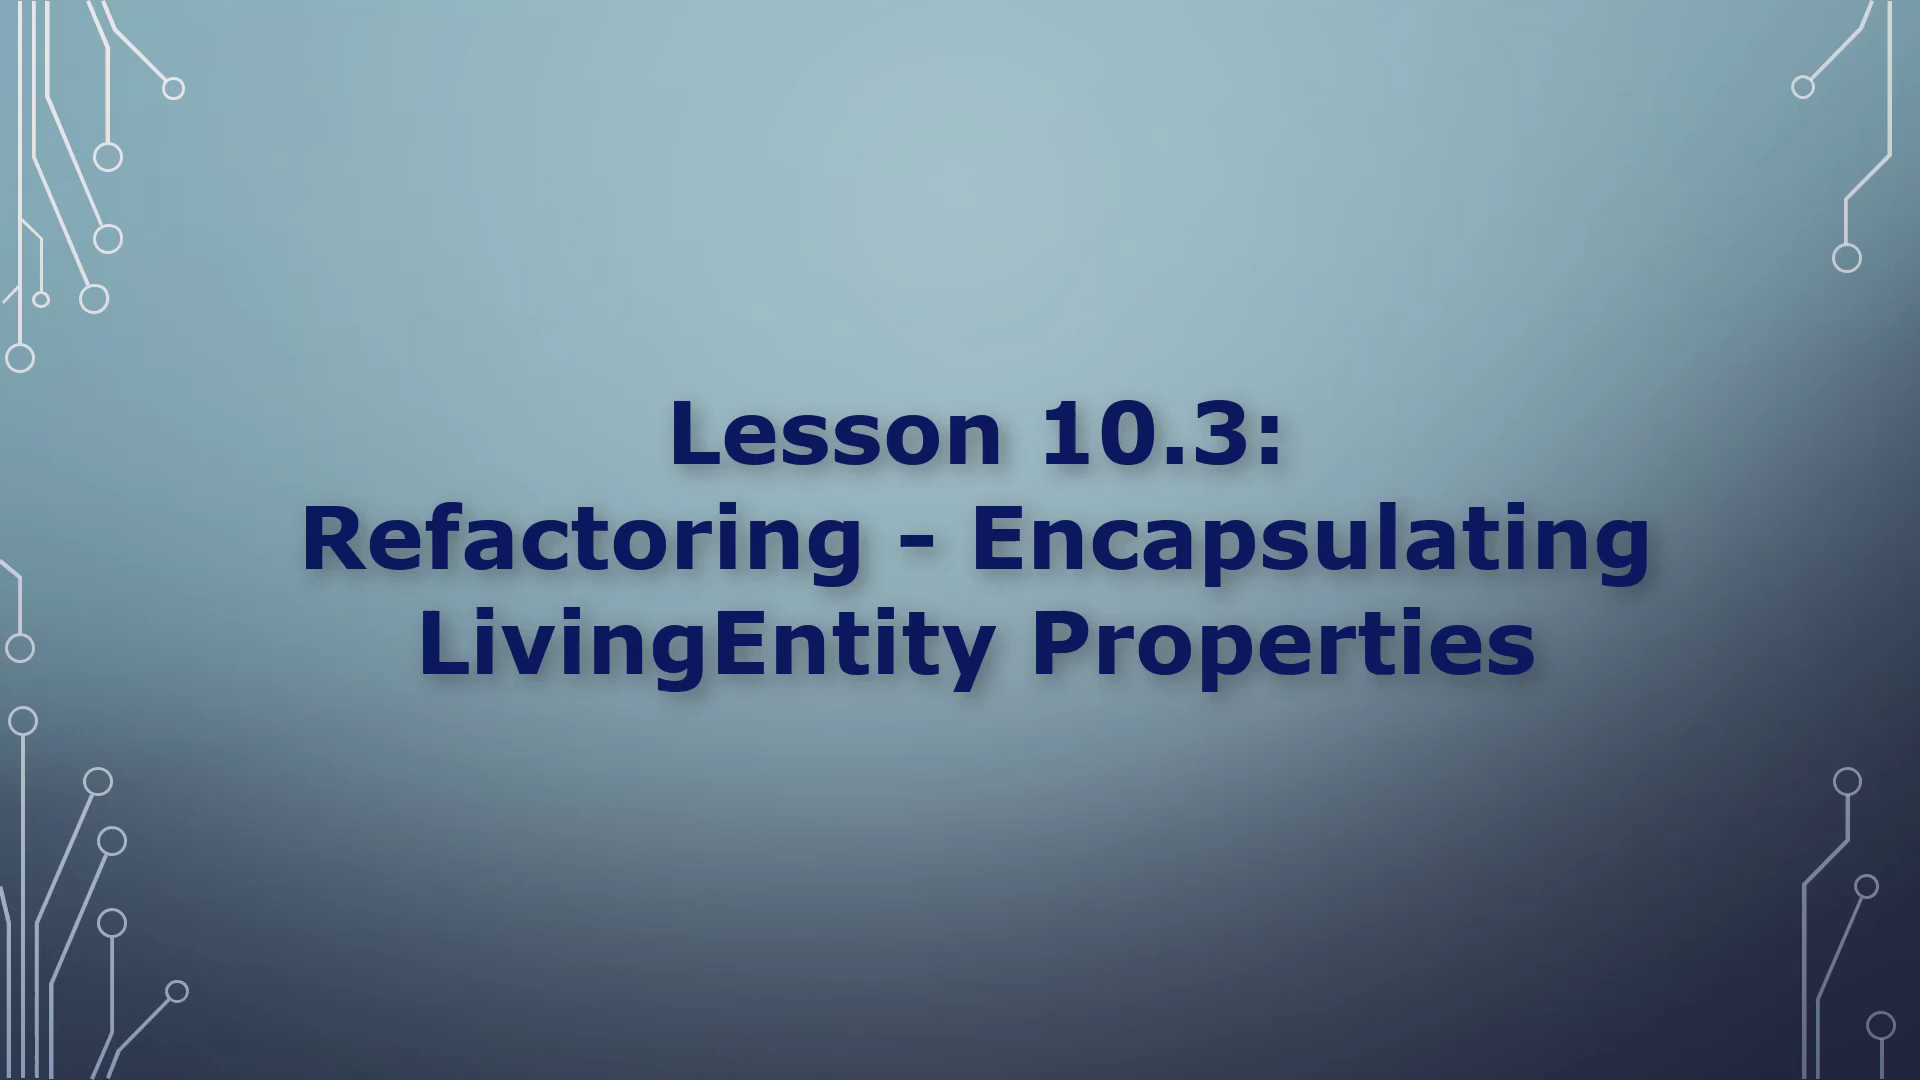 Lesson 10.3:
Refactoring - Encapsulating
LivingEntity Properties